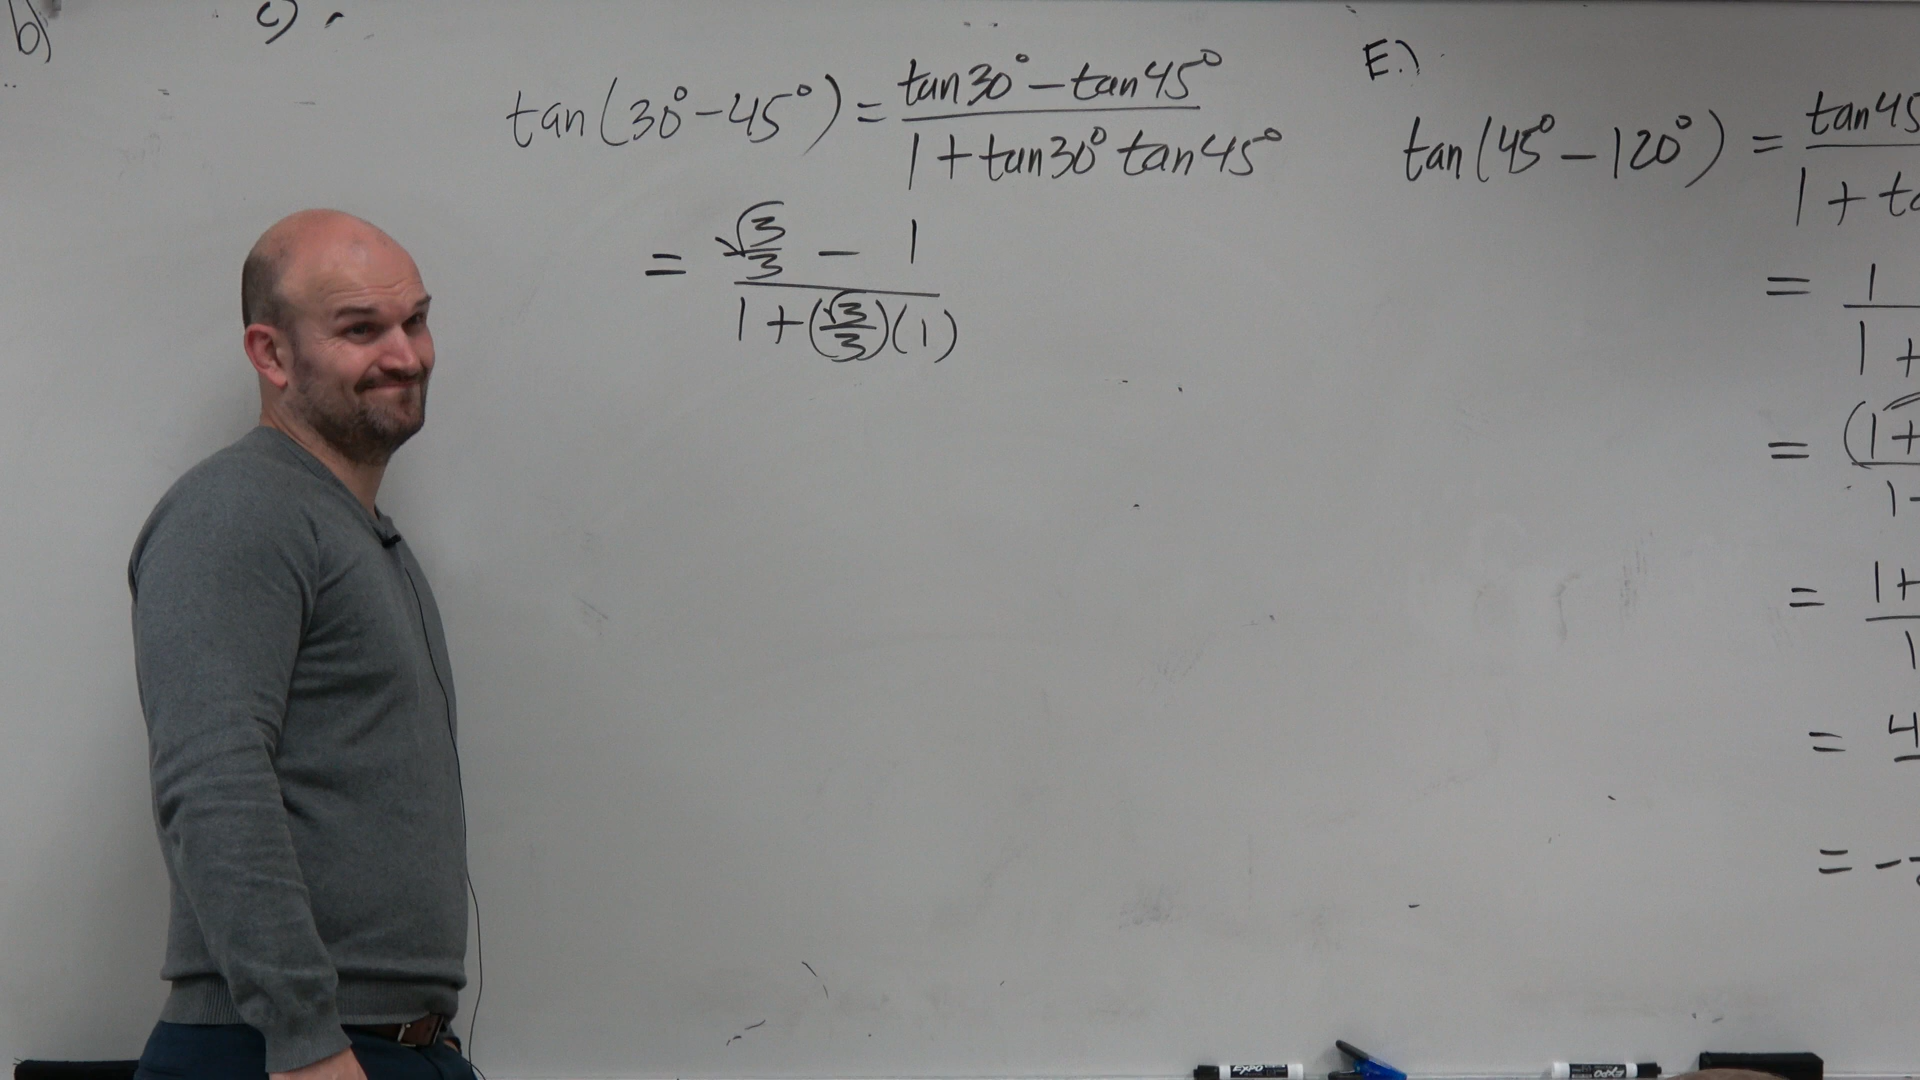 b)
c)
tan(30°-45°) = (tan30° - tan45°) / (1 + tan30° tan45°)
= (√3/3 - 1) / (1 + (√3/3)(1))
E.)
tan(45° - 120°) = tan45
1 + ta
= 1
1 +
= (1+
1-
= 1+
1
= 4
= -
EXPO
EXPO